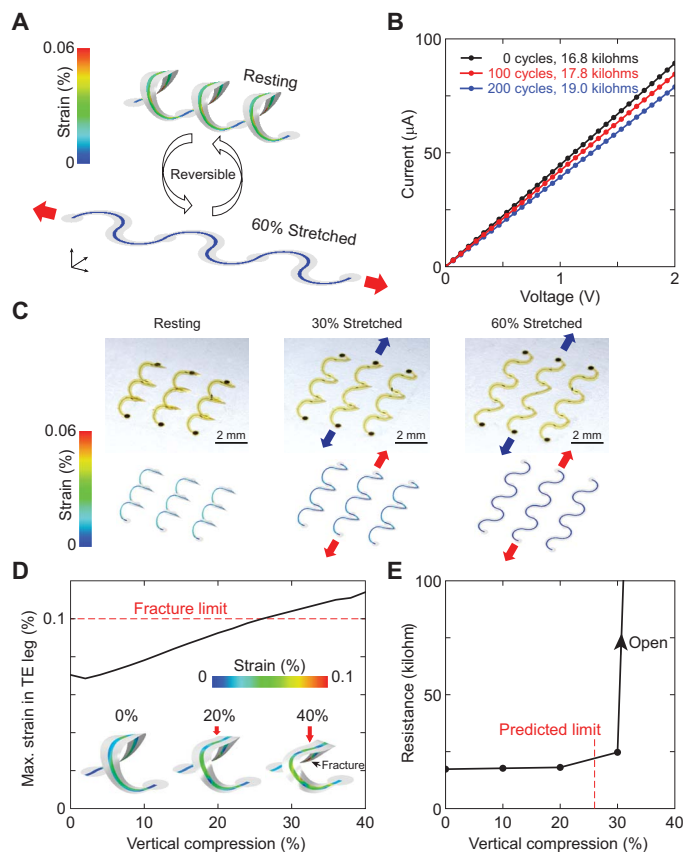 A
0.06
Strain (%)
0
Resting
Reversible
60% Stretched
B
100
50
0
Current (μA)
0 cycles, 16.8 kilohms
100 cycles, 17.8 kilohms
200 cycles, 19.0 kilohms
0
1
2
Voltage (V)
C
Resting
30% Stretched
60% Stretched
2 mm
2 mm
2 mm
0.06
Strain (%)
0
D
Max. strain in TE leg (%)
0.1
0
Fracture limit
Strain (%)
0
0.1
0%
20%
40%
Fracture
0
10
20
30
40
Vertical compression (%)
E
Resistance (kilohm)
100
50
0
Open
Predicted limit
0
10
20
30
40
Vertical compression (%)